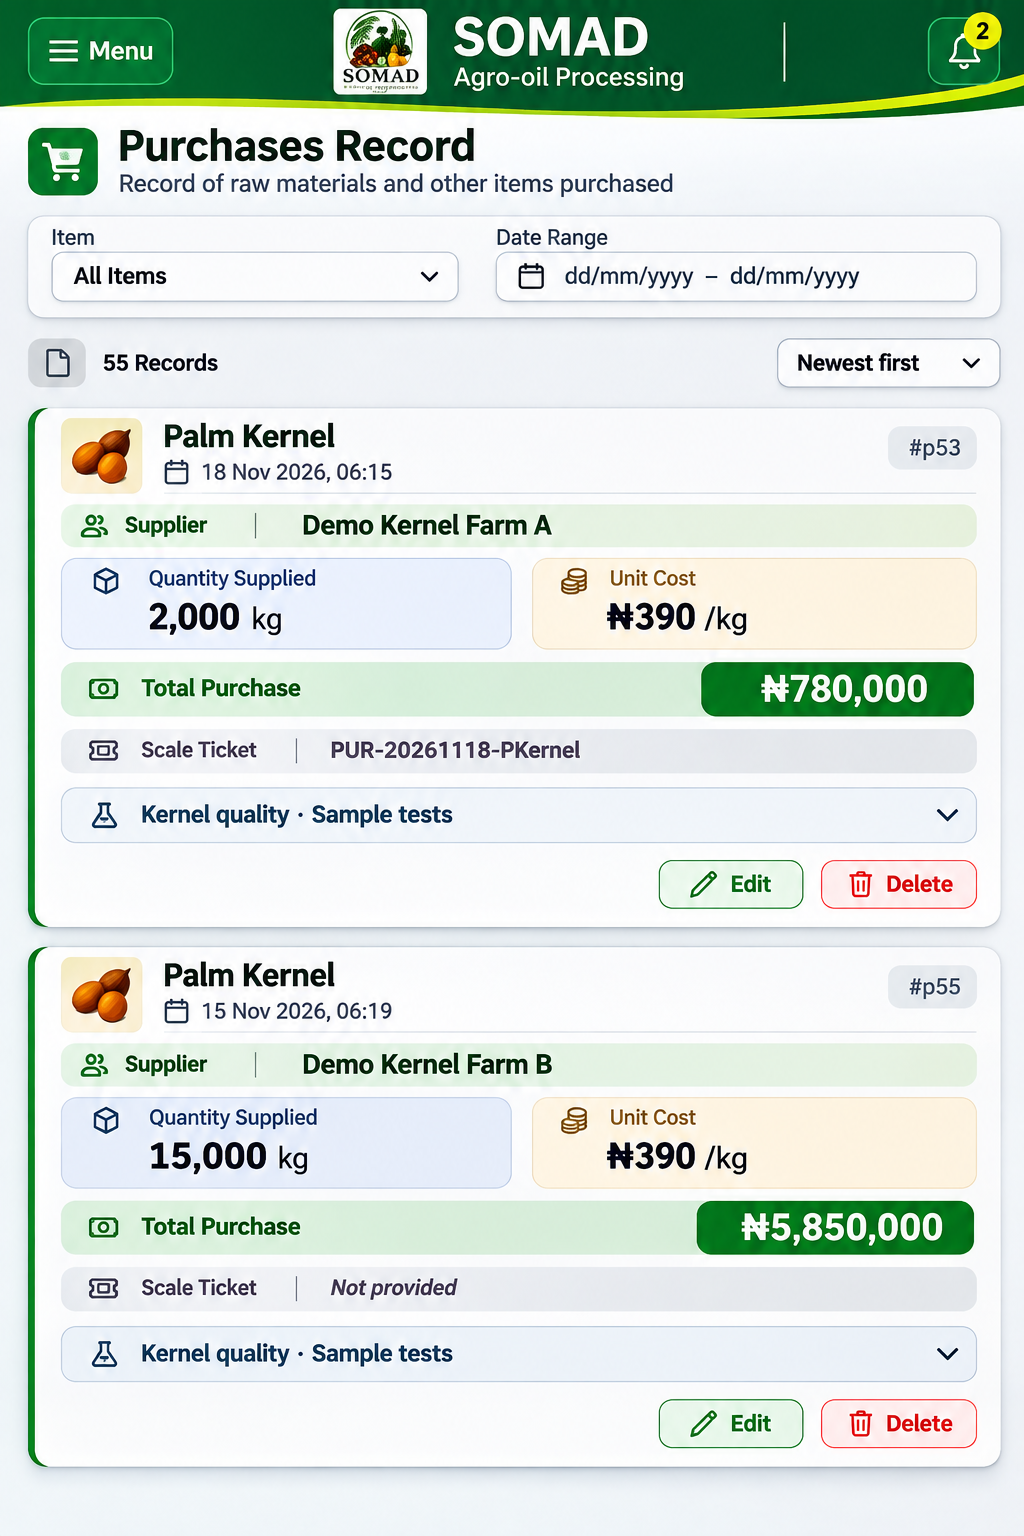 Menu
SOMAD
SOMAD
Agro-oil Processing
2
Purchases Record
Record of raw materials and other items purchased
Item
Date Range
All Items
dd/mm/yyyy – dd/mm/yyyy
55 Records
Newest first
Palm Kernel
#p53
18 Nov 2026, 06:15
Supplier
Demo Kernel Farm A
Quantity Supplied
2,000 kg
Unit Cost
₦390 /kg
Total Purchase
₦780,000
Scale Ticket
PUR-20261118-PKernel
Kernel quality · Sample tests
Edit
Delete
Palm Kernel
#p55
15 Nov 2026, 06:19
Supplier
Demo Kernel Farm B
Quantity Supplied
15,000 kg
Unit Cost
₦390 /kg
Total Purchase
₦5,850,000
Scale Ticket
Not provided
Kernel quality · Sample tests
Edit
Delete